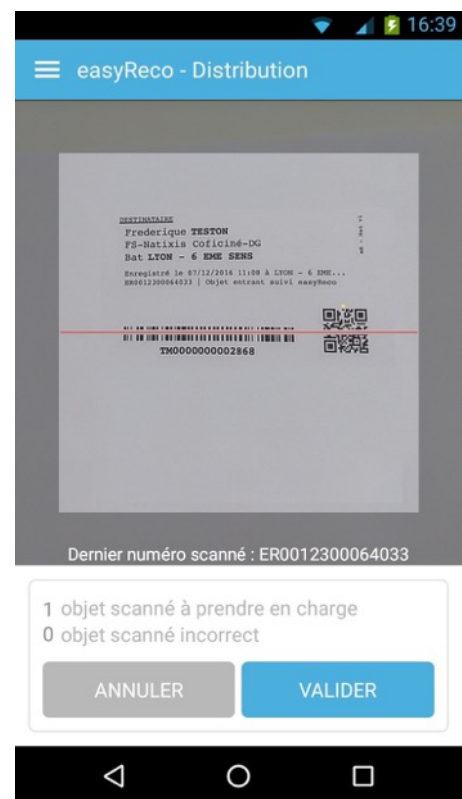 16:39
easyReco - Distribution
DESTINATAIRE
Frederique TESTON
FS-Natixis Coficiné-DG
Bat LYON - 6 EME SENS
Enregistré le 07/12/2016 11:08 à LYON - 6 EME...
ER0012300064033 | Objet entrant suivi easyReco
TM0000000002868
Dernier numéro scanné : ER0012300064033
1 objet scanné à prendre en charge
0 objet scanné incorrect
ANNULER
VALIDER